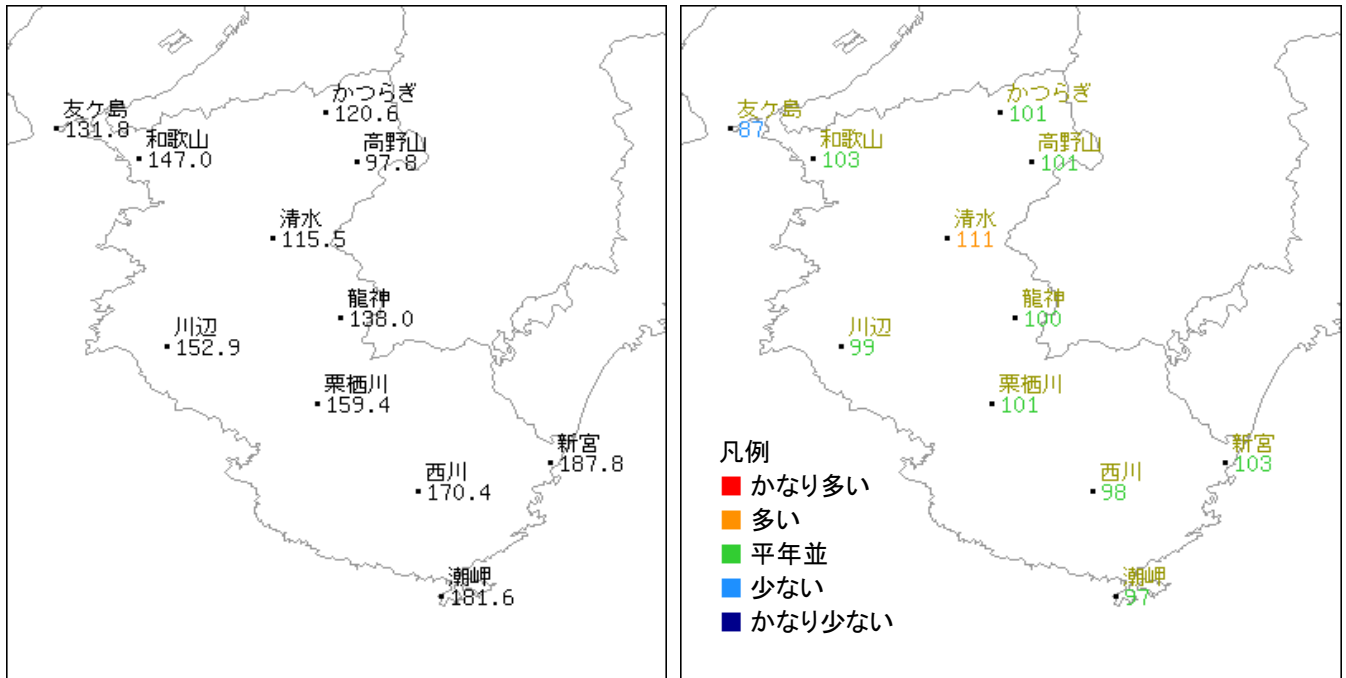 友ケ島
131.8
和歌山
147.0
かつらぎ
120.6
高野山
97.8
清水
115.5
龍神
138.0
川辺
152.9
栗栖川
159.4
新宮
187.8
西川
170.4
潮岬
181.6
友ケ島
87
和歌山
103
かつらぎ
101
高野山
101
清水
111
龍神
100
川辺
99
栗栖川
101
新宮
103
西川
98
潮岬
97
凡例
かなり多い
多い
平年並
少ない
かなり少ない